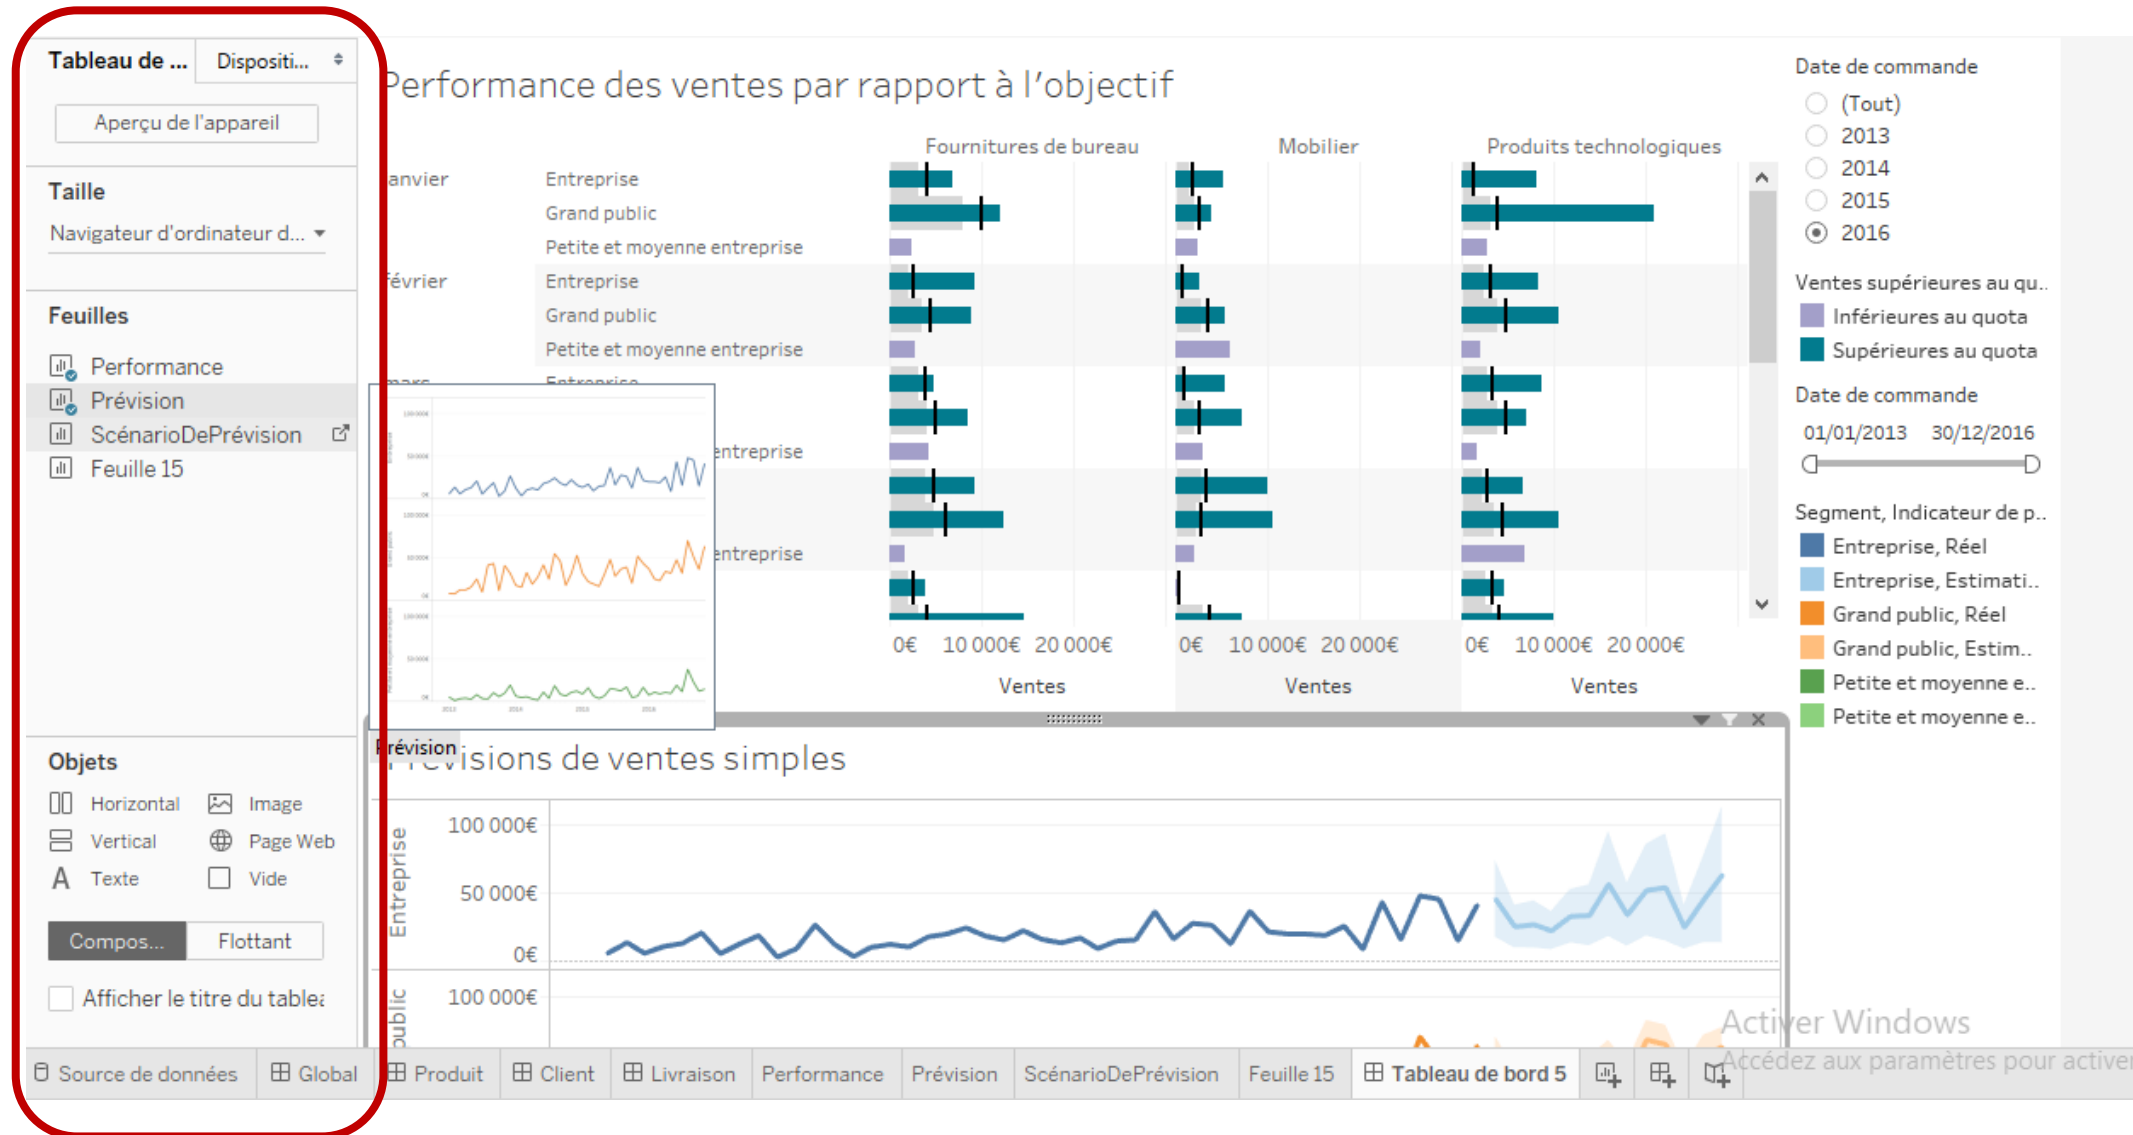 Tableau de ...
Dispositi...
Aperçu de l'appareil
Taille
Navigateur d'ordinateur d...
Feuilles
Performance
Prévision
ScénarioDePrévision
Feuille 15
Objets
Horizontal
Image
Vertical
Page Web
A Texte
Vide
Compos...
Flottant
Afficher le titre du table
Performance des ventes par rapport à l'objectif
Fournitures de bureau
Mobilier
Produits technologiques
anvier
Entreprise
Grand public
Petite et moyenne entreprise
février
Entreprise
Grand public
Petite et moyenne entreprise
mars
Entreprise
entreprise
entreprise
0€ 10 000€ 20 000€
0€ 10 000€ 20 000€
0€ 10 000€ 20 000€
Ventes
Ventes
Ventes
2013 2014 2015 2016
Prévision
Prévisions de ventes simples
Entreprise
100 000€
50 000€
0€
public
100 000€
Date de commande
(Tout)
2013
2014
2015
2016
Ventes supérieures au qu..
Inférieures au quota
Supérieures au quota
Date de commande
01/01/2013 30/12/2016
Segment, Indicateur de p..
Entreprise, Réel
Entreprise, Estimati..
Grand public, Réel
Grand public, Estim..
Petite et moyenne e..
Petite et moyenne e..
Activer Windows
Accédez aux paramètres pour activer
Source de données
Global
Produit
Client
Livraison
Performance
Prévision
ScénarioDePrévision
Feuille 15
Tableau de bord 5